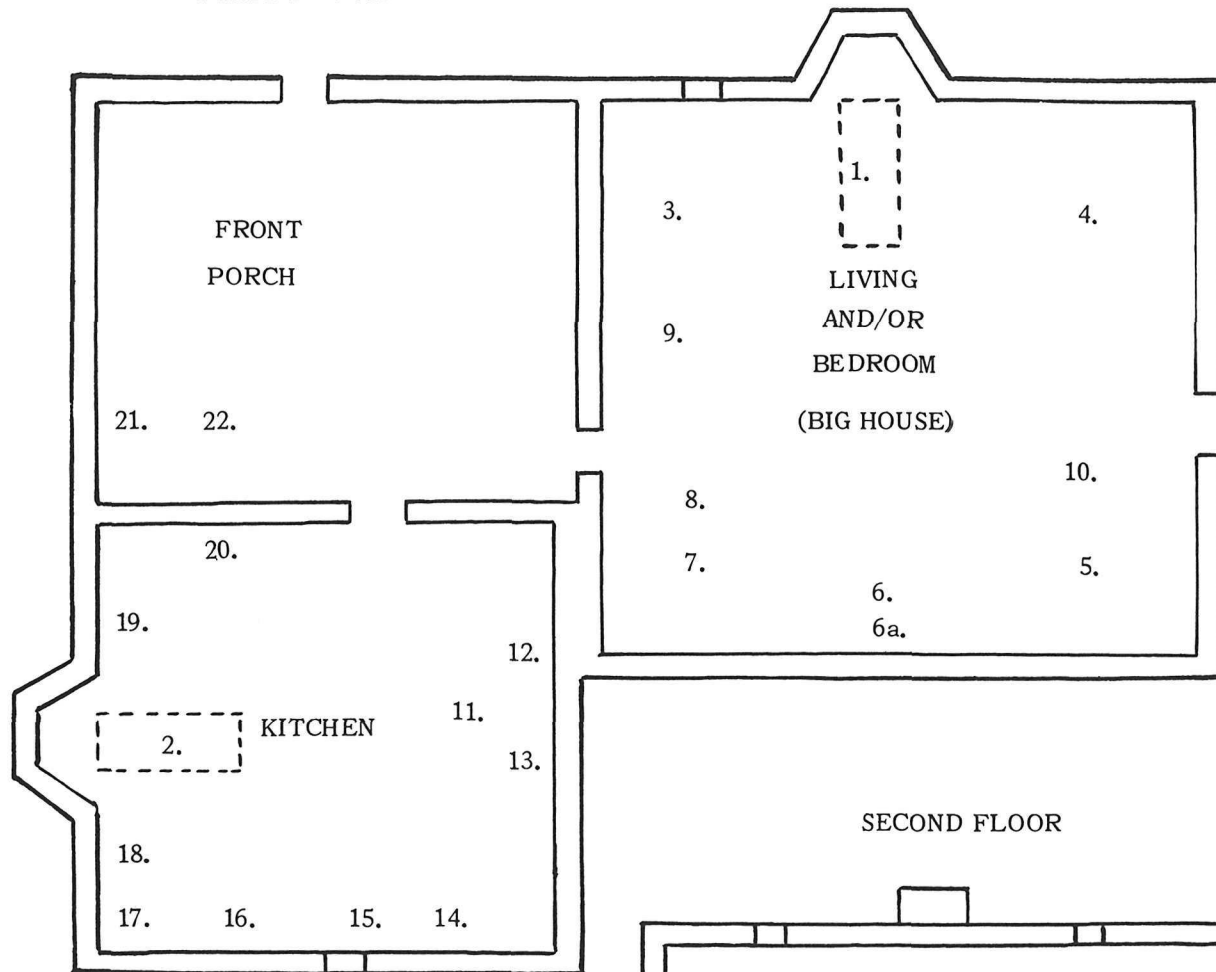 1.
3.
4.
FRONT
PORCH
LIVING
AND/OR
BEDROOM
(BIG HOUSE)
9.
21.
22.
10.
8.
7.
5.
6.
6a.
20.
19.
12.
11.
KITCHEN
2.
13.
18.
17.
16.
15.
14.
SECOND FLOOR